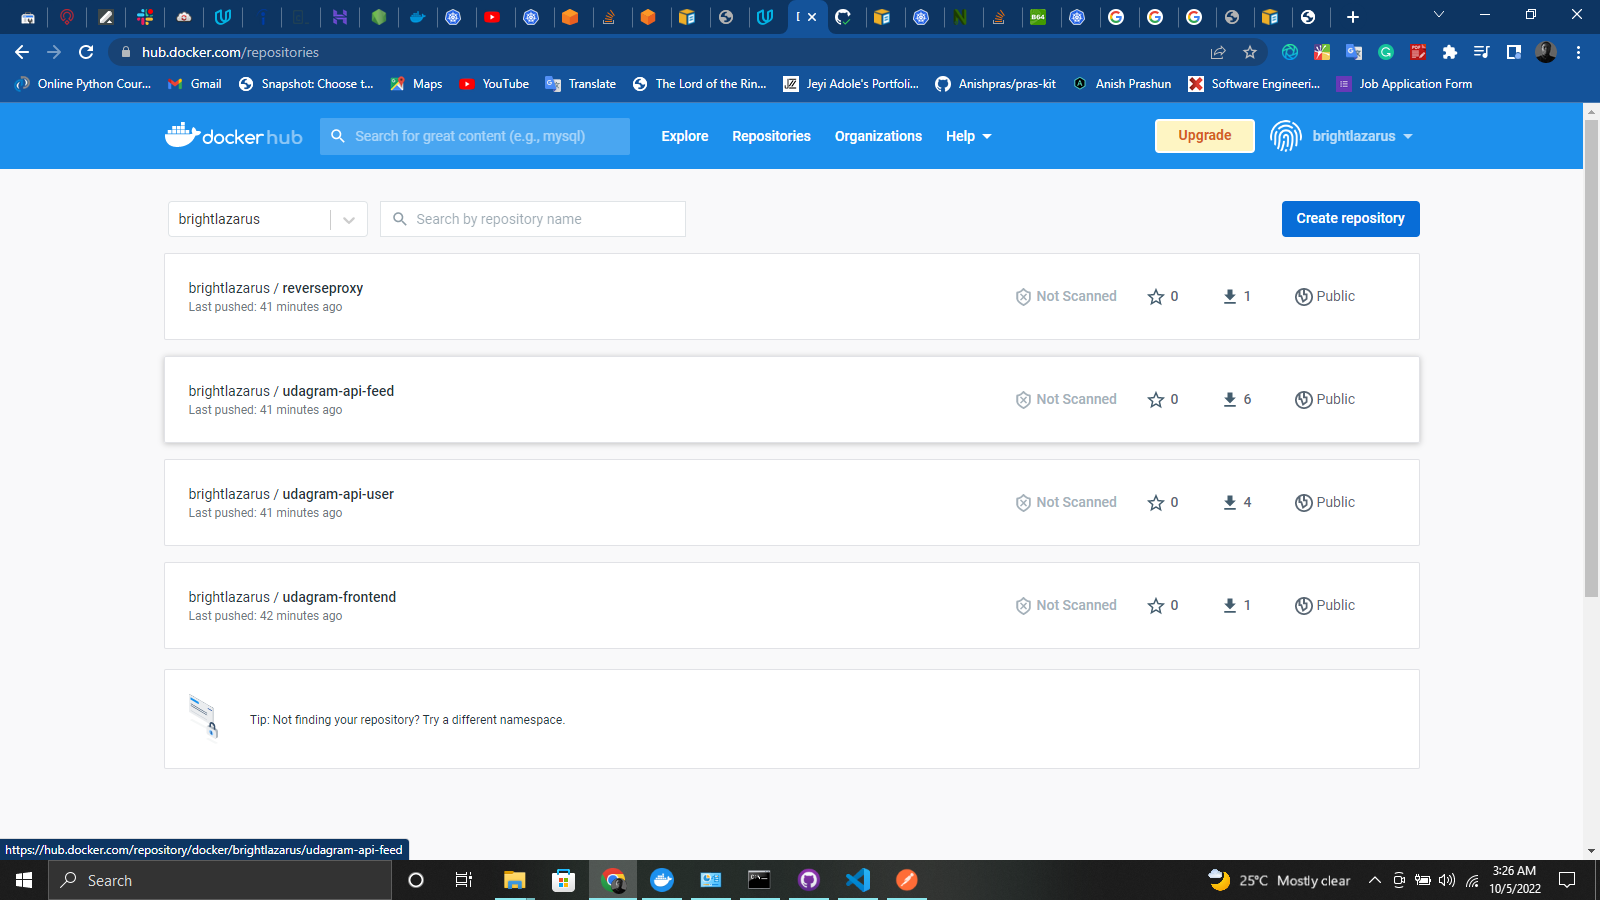 B64
hub.docker.com/repositories
Online Python Cour...
Gmail
Snapshot: Choose t...
Maps
YouTube
Translate
The Lord of the Rin...
Jeyi Adole's Portfoli...
Anishpras/pras-kit
Anish Prashun
Software Engineeri...
Job Application Form
docker hub
Search for great content (e.g., mysql)
Explore
Repositories
Organizations
Help
Upgrade
brightlazarus
brightlazarus
Search by repository name
Create repository
brightlazarus / reverseproxy
Last pushed: 41 minutes ago
Not Scanned
0
1
Public
brightlazarus / udagram-api-feed
Last pushed: 41 minutes ago
Not Scanned
0
6
Public
brightlazarus / udagram-api-user
Last pushed: 41 minutes ago
Not Scanned
0
4
Public
brightlazarus / udagram-frontend
Last pushed: 42 minutes ago
Not Scanned
0
1
Public
Tip: Not finding your repository? Try a different namespace.
https://hub.docker.com/repository/docker/brightlazarus/udagram-api-feed
Search
25°C Mostly clear
3:26 AM
10/5/2022